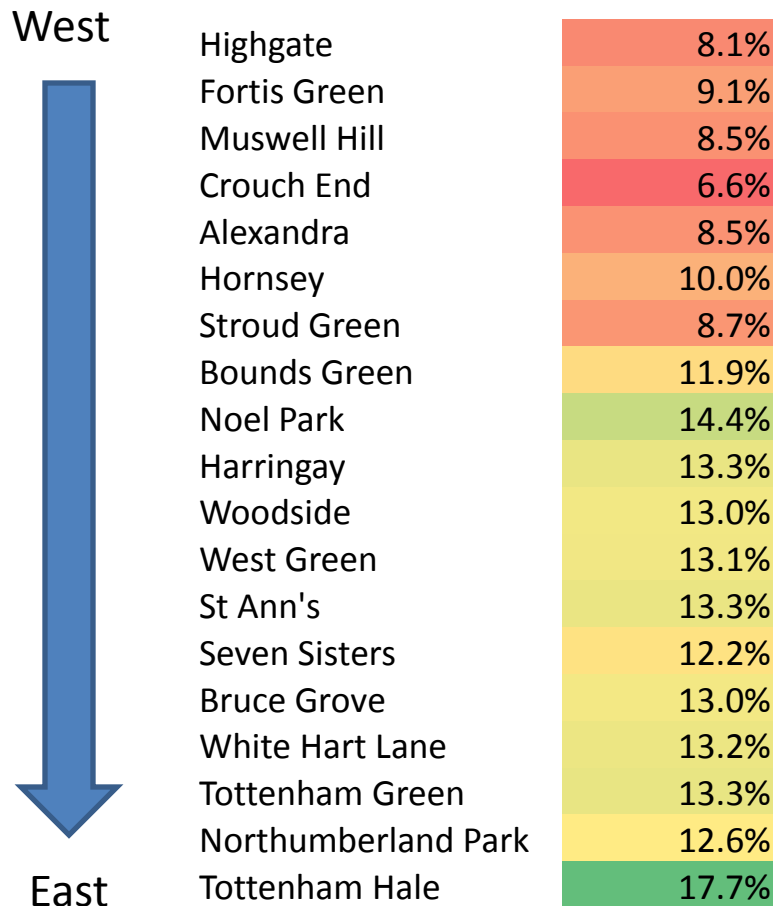 West
Highgate 8.1%
Fortis Green 9.1%
Muswell Hill 8.5%
Crouch End 6.6%
Alexandra 8.5%
Hornsey 10.0%
Stroud Green 8.7%
Bounds Green 11.9%
Noel Park 14.4%
Harringay 13.3%
Woodside 13.0%
West Green 13.1%
St Ann's 13.3%
Seven Sisters 12.2%
Bruce Grove 13.0%
White Hart Lane 13.2%
Tottenham Green 13.3%
Northumberland Park 12.6%
East Tottenham Hale 17.7%